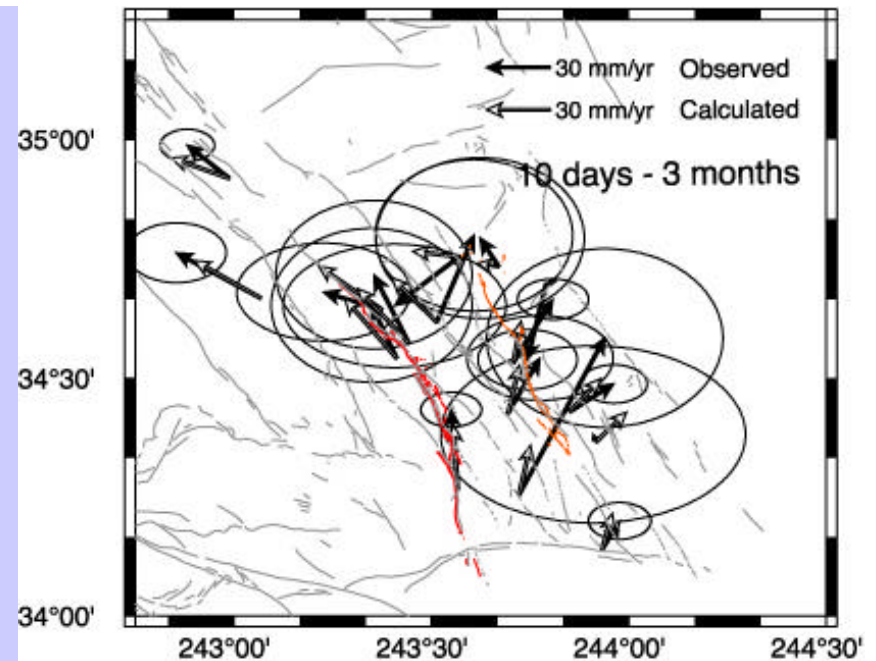 30 mm/yr Observed
30 mm/yr Calculated
10 days - 3 months
35°00'
34°30'
34°00'
243°00' 243°30' 244°00' 244°30'